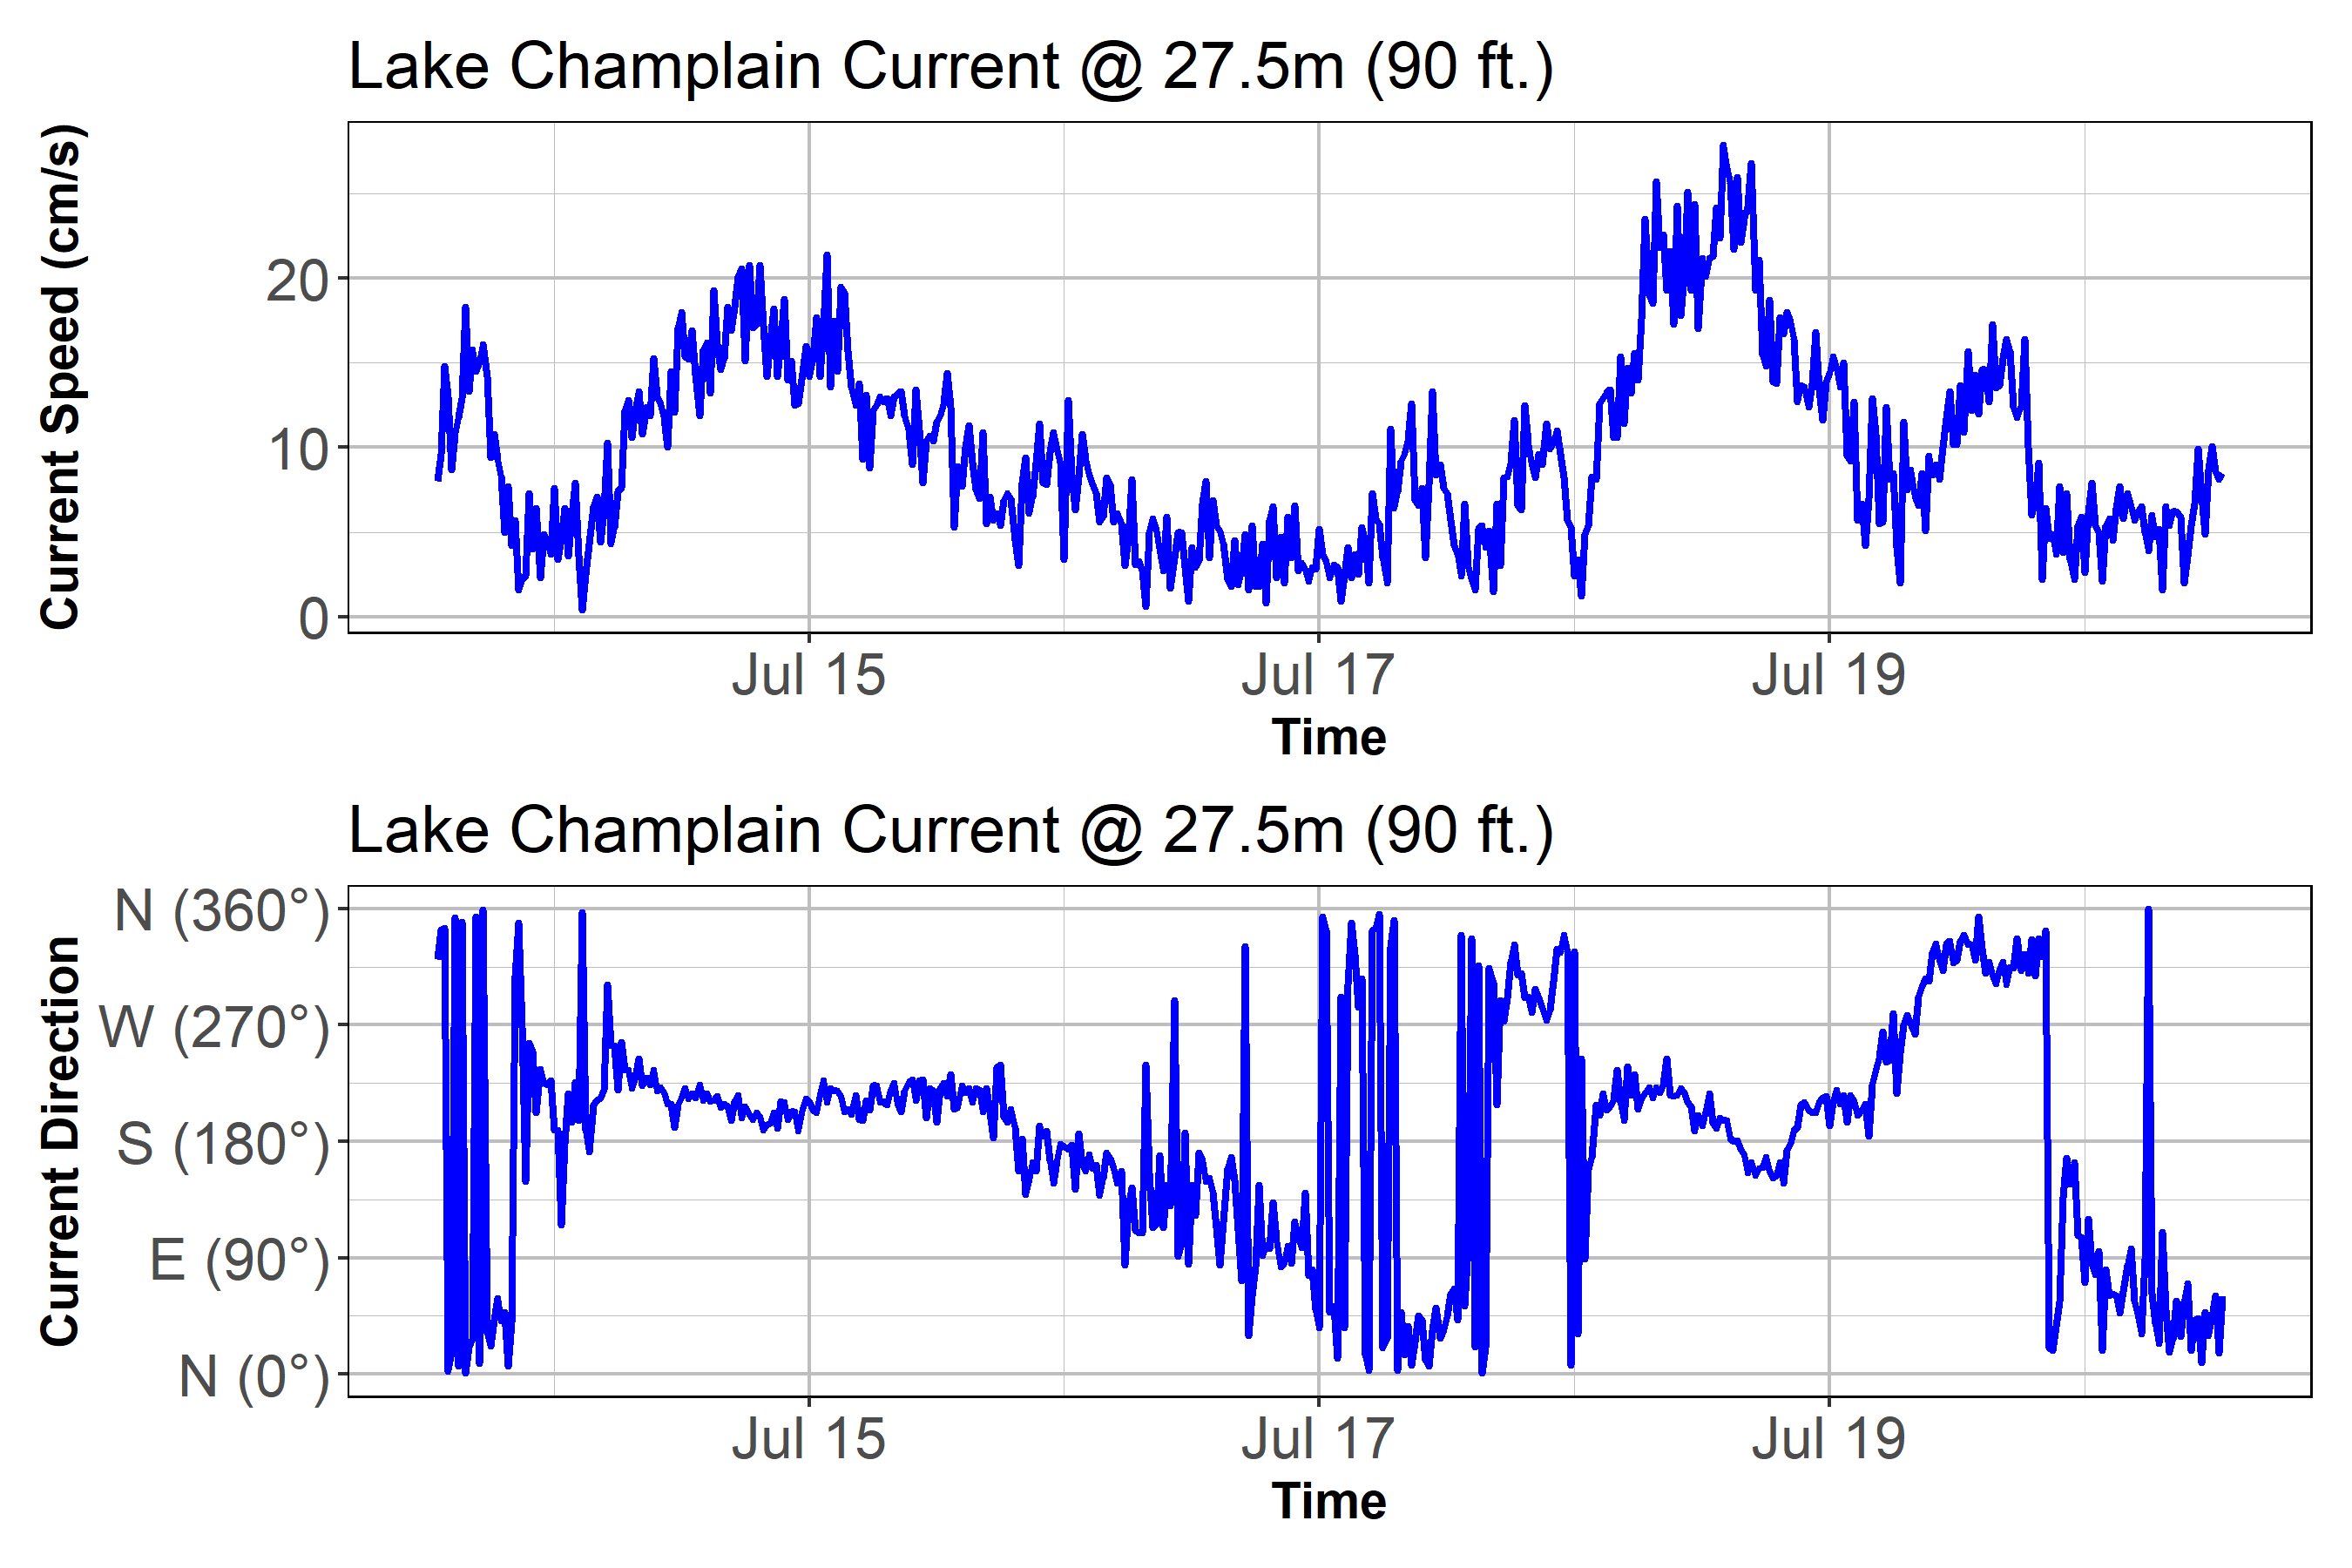 Lake Champlain Current @ 27.5m (90 ft.)
Current Speed (cm/s)
20
10
0
Jul 15 Jul 17 Jul 19
Time
Lake Champlain Current @ 27.5m (90 ft.)
Current Direction
N (360°)
W (270°)
S (180°)
E (90°)
N (0°)
Jul 15 Jul 17 Jul 19
Time